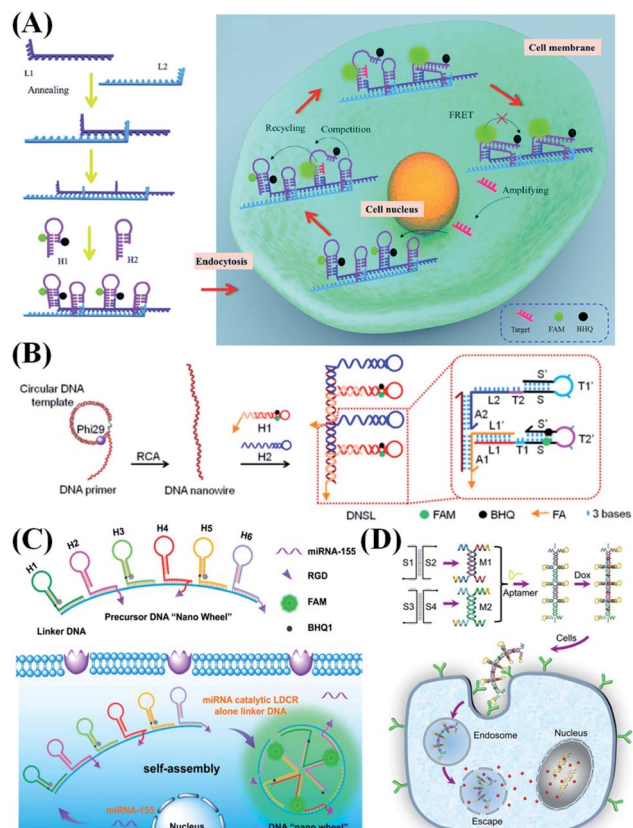 (A)
L1
L2
Annealing
H1
H2
Endocytosis
Cell membrane
Recycling
Competition
FRET
Amplifying
Cell nucleus
Target
FAM
BHQ
(B)
Circular DNA
template
Phi29
DNA primer
RCA
DNA nanowire
H1
H2
DNSL
S'
L2 T2 S
T1'
A2
L1'
S'
L1 T1 S
T2'
A1
FAM
BHQ
FA
3 bases
(C)
H1
H2
H3
H4
H5
H6
Linker DNA
Precursor DNA "Nano Wheel"
miRNA-155
RGD
FAM
BHQ1
miRNA catalytic LDCR
alone linker DNA
self-assembly
miRNA-155
Nucleus
DNA "nano wheel"
(D)
S1 S2 M1
S3 S4 M2
Aptamer
Dox
Cells
Endosome
Nucleus
Escape